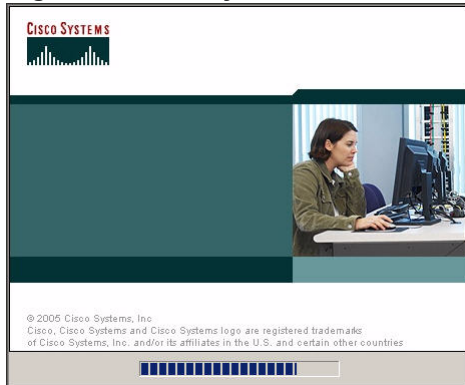 CISCO SYSTEMS
© 2005 Cisco Systems, Inc
Cisco, Cisco Systems and Cisco Systems logo are registered trademarks
of Cisco Systems, Inc. and/or its affiliates in the U.S. and certain other countries